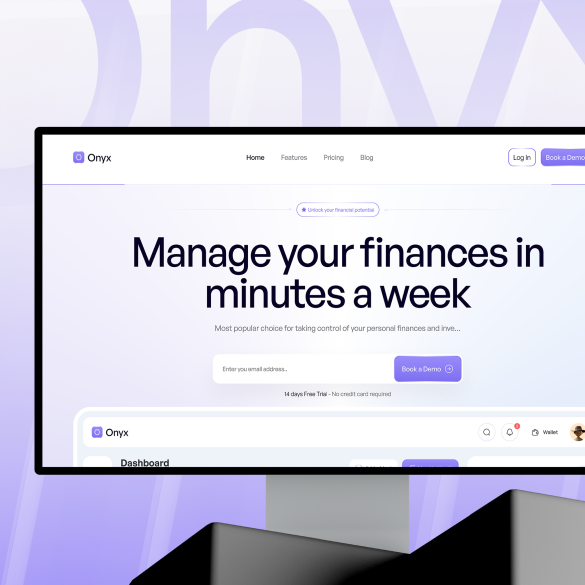 Onyx
Onyx
Home Features Pricing Blog
Log In
Book a Demo
Unlock your financial potential
Manage your finances in
minutes a week
Most popular choice for taking control of your personal finances and inve...
Enter you email address..
Book a Demo
14 days Free Trial - No credit card required
Onyx
Wallet
Dashboard